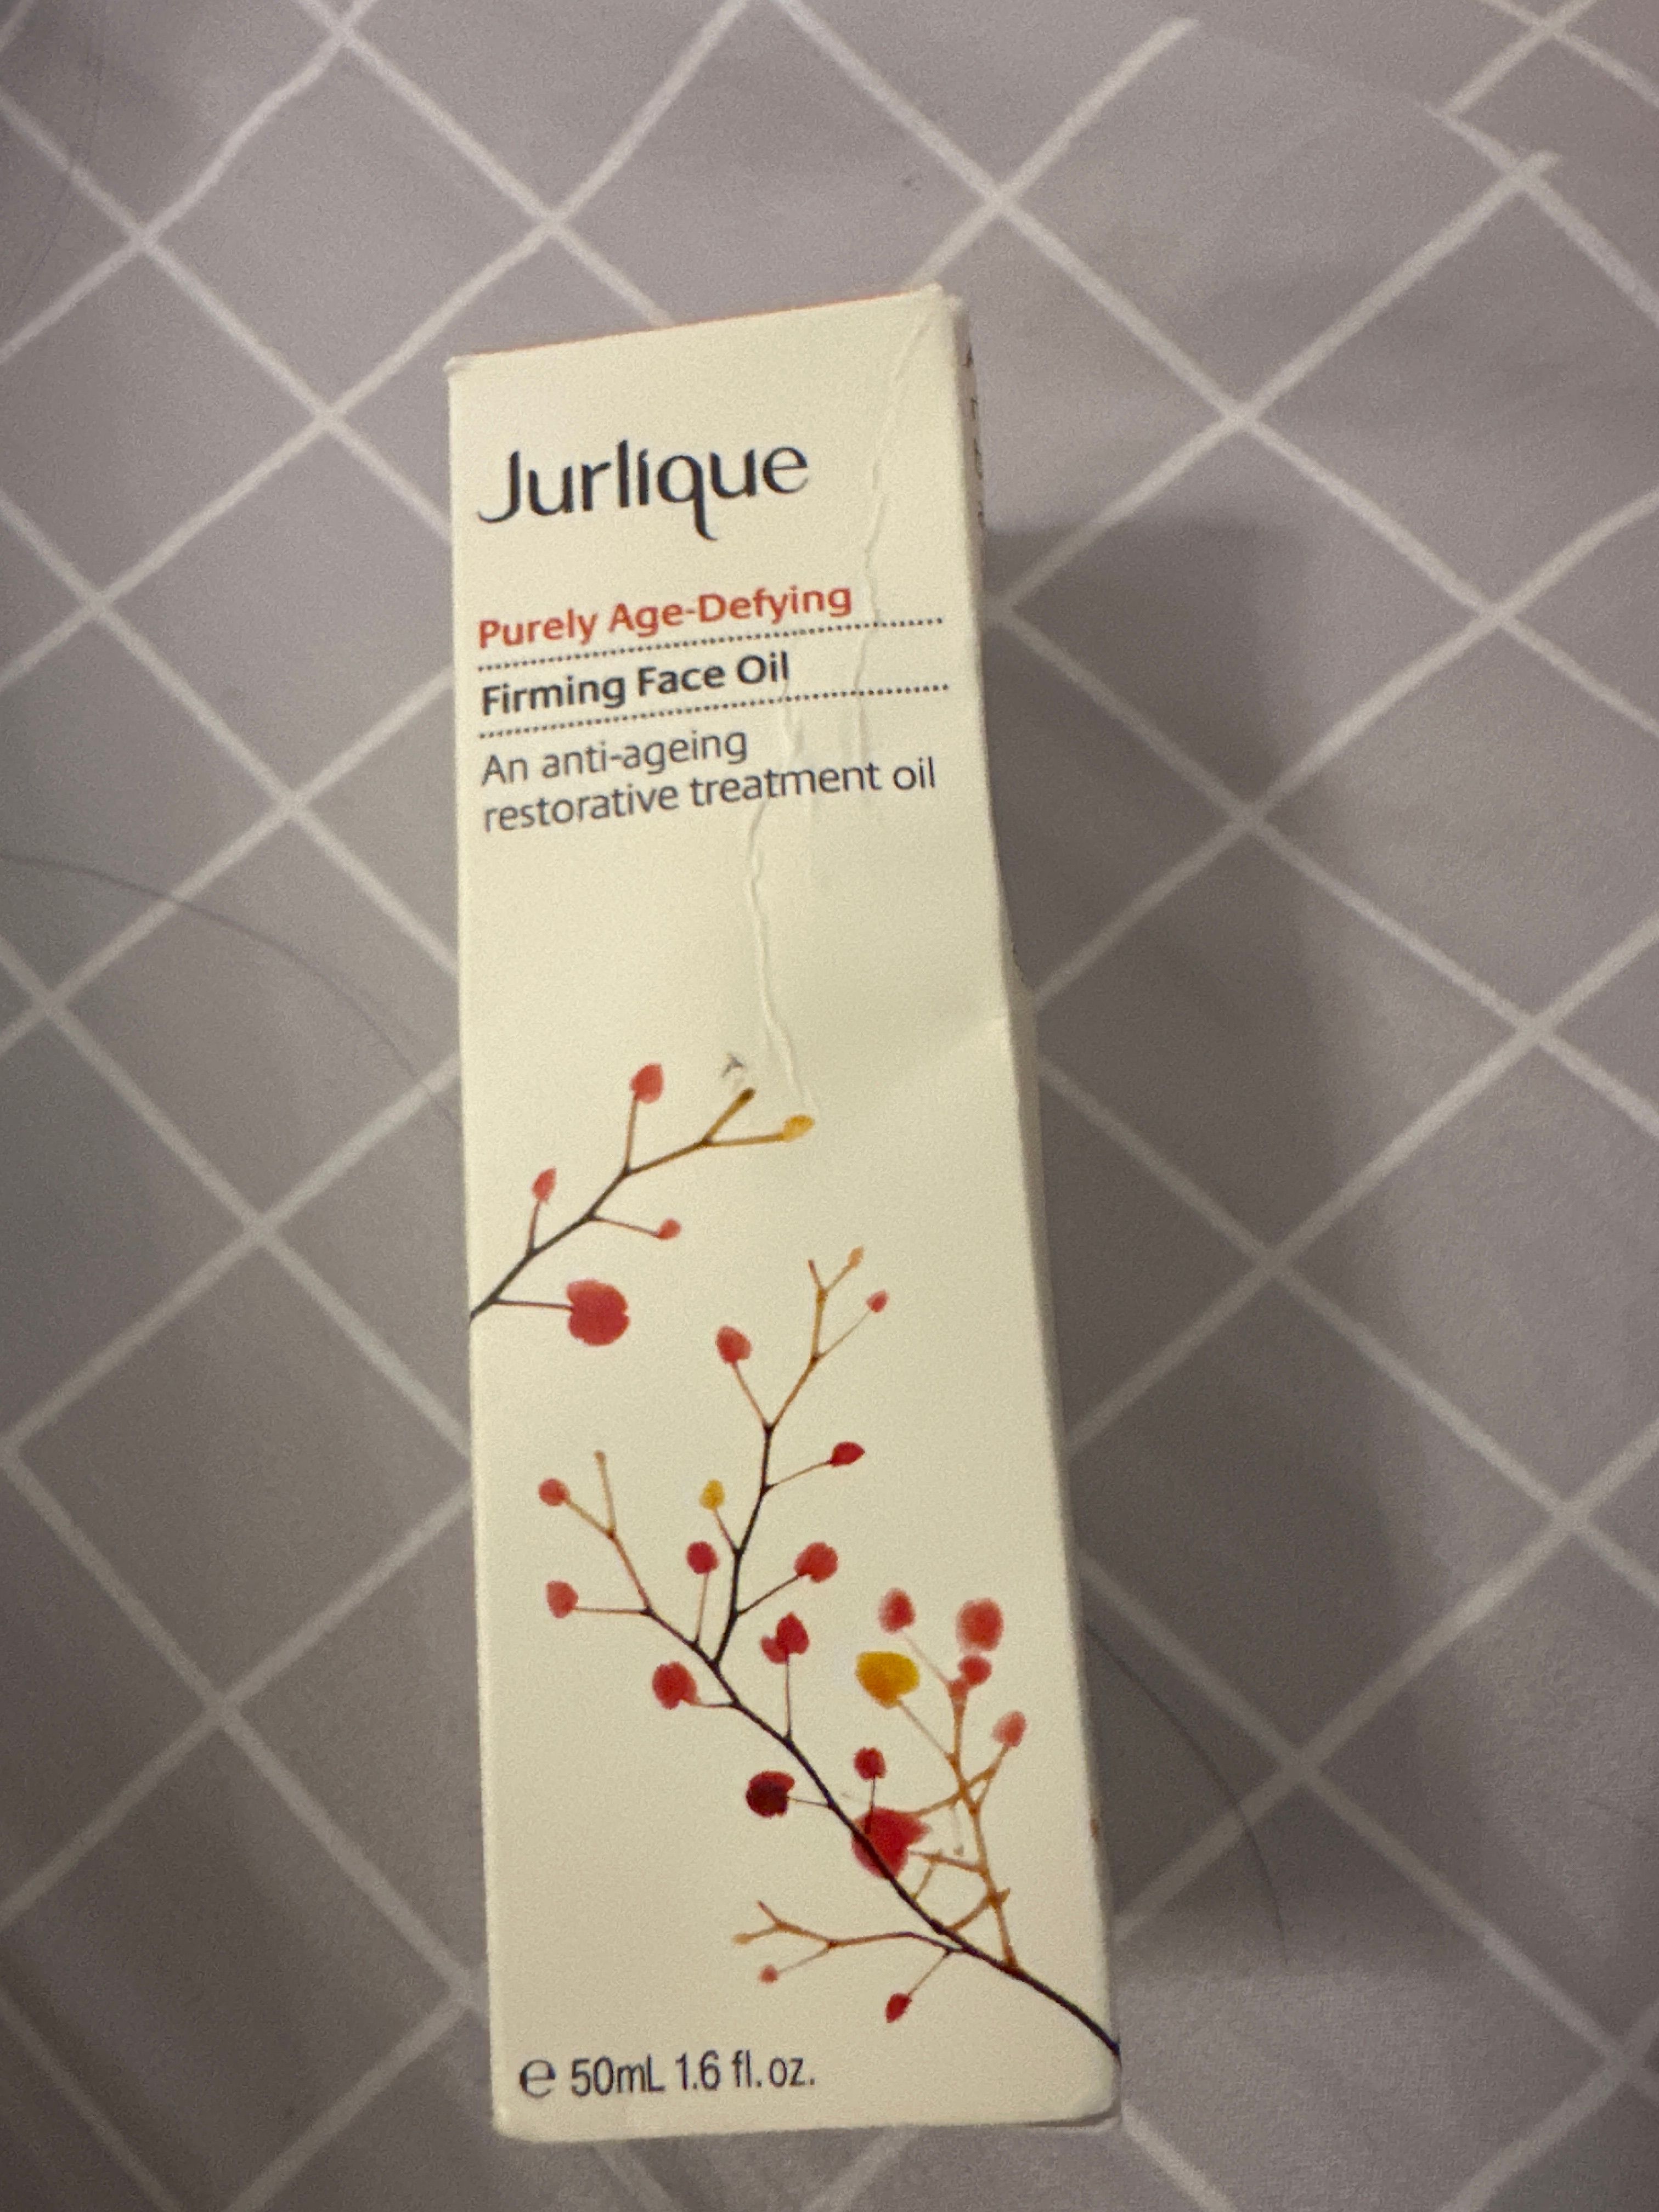 Jurlique
Purely Age-Defying
Firming Face Oil
An anti-ageing
restorative treatment oil
℮ 50mL 1.6 fl.oz.